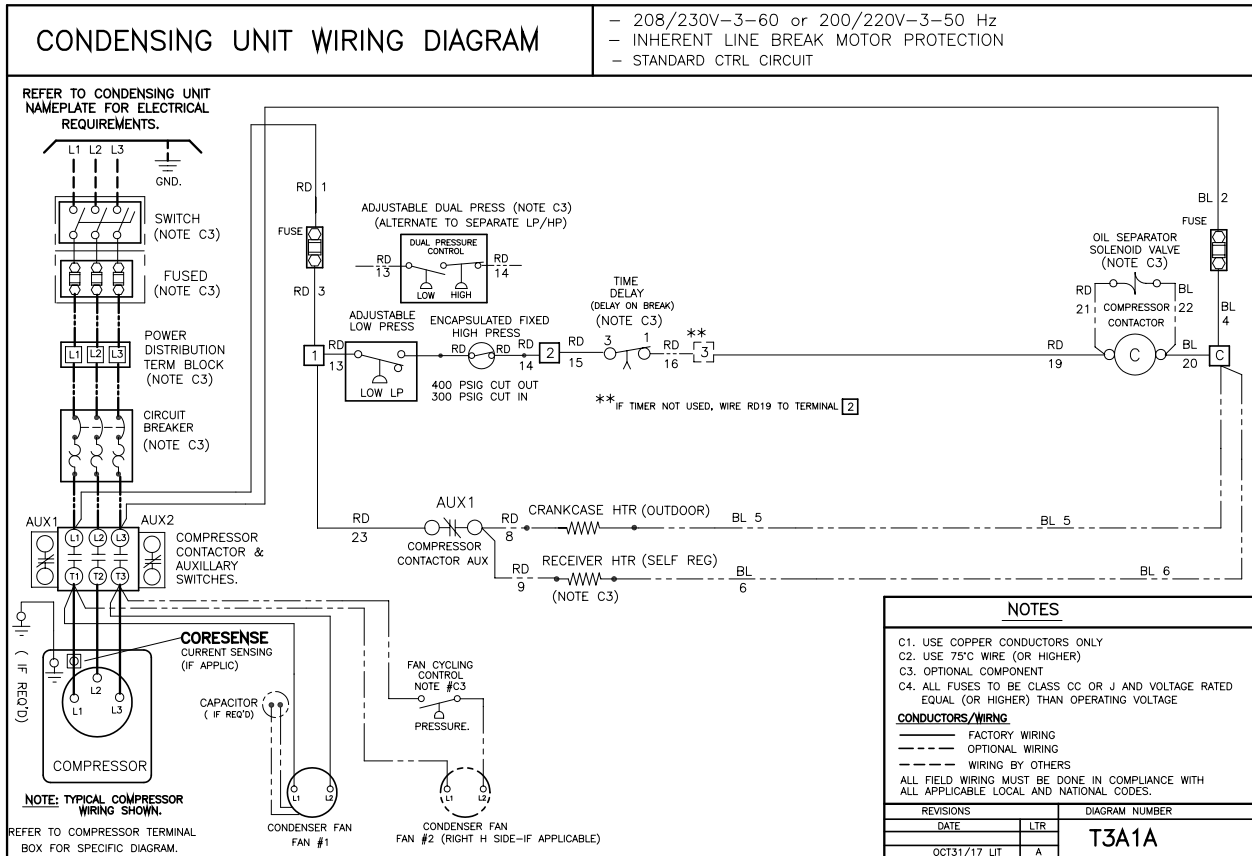 CONDENSING UNIT WIRING DIAGRAM
- 208/230V-3-60 or 200/220V-3-50 Hz
- INHERENT LINE BREAK MOTOR PROTECTION
- STANDARD CTRL CIRCUIT
REFER TO CONDENSING UNIT
NAMEPLATE FOR ELECTRICAL
REQUIREMENTS.
L1 L2 L3
GND.
SWITCH
(NOTE C3)
FUSED
(NOTE C3)
L1 L2 L3
POWER
DISTRIBUTION
TERM BLOCK
(NOTE C3)
CIRCUIT
BREAKER
(NOTE C3)
AUX1
AUX2
L1 L2 L3
T1 T2 T3
COMPRESSOR
CONTACTOR &
AUXILLARY
SWITCHES.
( IF REQ'D)
CORESENSE
CURRENT SENSING
(IF APPLIC)
L1 L2 L3
COMPRESSOR
NOTE: TYPICAL COMPRESSOR
WIRING SHOWN.
REFER TO COMPRESSOR TERMINAL
BOX FOR SPECIFIC DIAGRAM.
RD 1
FUSE
RD 3
ADJUSTABLE DUAL PRESS (NOTE C3)
(ALTERNATE TO SEPARATE LP/HP)
DUAL PRESSURE
CONTROL
RD
13
RD
14
LOW HIGH
ADJUSTABLE
LOW PRESS
1
RD
13
LOW LP
ENCAPSULATED FIXED
HIGH PRESS
RD RD RD
14
400 PSIG CUT OUT
300 PSIG CUT IN
2
RD
15
TIME
DELAY
(DELAY ON BREAK)
(NOTE C3)
3 1
RD
16
**
3
**IF TIMER NOT USED, WIRE RD19 TO TERMINAL 2
RD
19
OIL SEPARATOR
SOLENOID VALVE
(NOTE C3)
RD
21
BL
22
COMPRESSOR
CONTACTOR
C
BL
20
C
BL 2
FUSE
BL
4
RD
23
AUX1
COMPRESSOR
CONTACTOR AUX
RD
8
CRANKCASE HTR (OUTDOOR)
BL 5
BL 5
RD
9
RECEIVER HTR (SELF REG)
(NOTE C3)
BL
6
BL 6
CAPACITOR
( IF REQ'D)
FAN CYCLING
CONTROL
NOTE #C3
PRESSURE.
L1 L2
CONDENSER FAN
FAN #1
L1 L2
CONDENSER FAN
FAN #2 (RIGHT H SIDE-IF APPLICABLE)
NOTES
C1. USE COPPER CONDUCTORS ONLY
C2. USE 75°C WIRE (OR HIGHER)
C3. OPTIONAL COMPONENT
C4. ALL FUSES TO BE CLASS CC OR J AND VOLTAGE RATED
EQUAL (OR HIGHER) THAN OPERATING VOLTAGE
CONDUCTORS/WIRNG
FACTORY WIRING
OPTIONAL WIRING
WIRING BY OTHERS
ALL FIELD WIRING MUST BE DONE IN COMPLIANCE WITH
ALL APPLICABLE LOCAL AND NATIONAL CODES.
REVISIONS
DIAGRAM NUMBER
DATE LTR
T3A1A
OCT31/17 LIT A